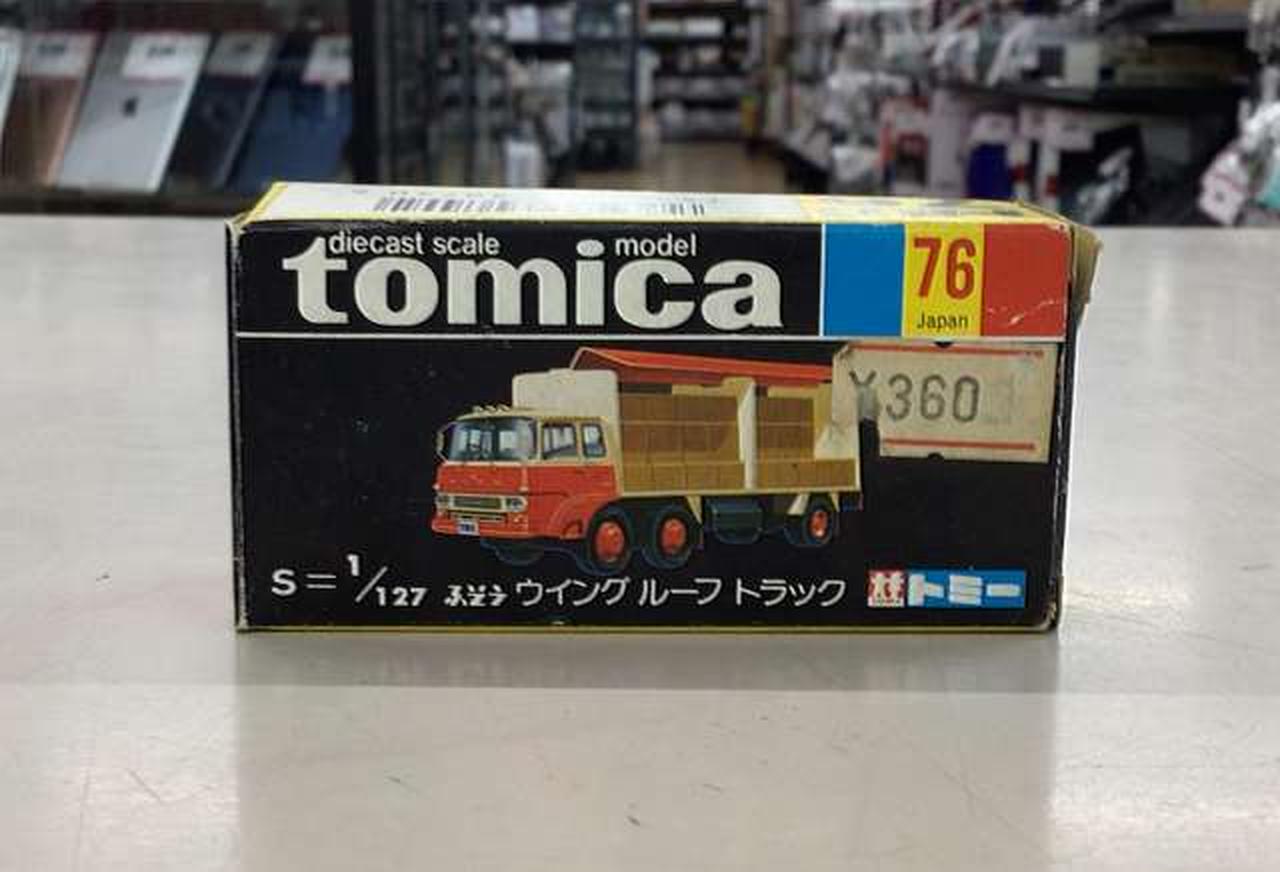 diecast scale model
tomica
76
Japan
¥360
S=1/127 ふそう ウイング ルーフ トラック
トミー